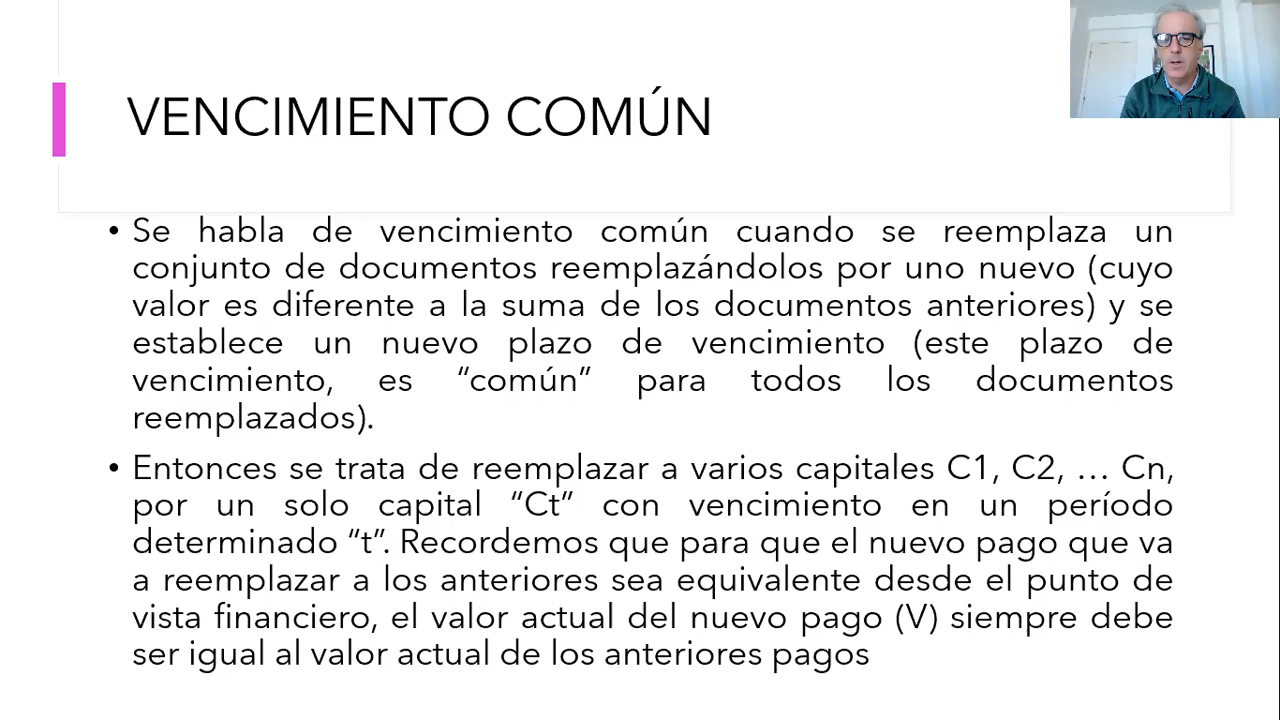 VENCIMIENTO COMÚN
• Se habla de vencimiento común cuando se reemplaza un
conjunto de documentos reemplazándolos por uno nuevo (cuyo
valor es diferente a la suma de los documentos anteriores) y se
establece un nuevo plazo de vencimiento (este plazo de
vencimiento, es “común” para todos los documentos
reemplazados).
• Entonces se trata de reemplazar a varios capitales C1, C2, … Cn,
por un solo capital “Ct” con vencimiento en un período
determinado “t”. Recordemos que para que el nuevo pago que va
a reemplazar a los anteriores sea equivalente desde el punto de
vista financiero, el valor actual del nuevo pago (V) siempre debe
ser igual al valor actual de los anteriores pagos